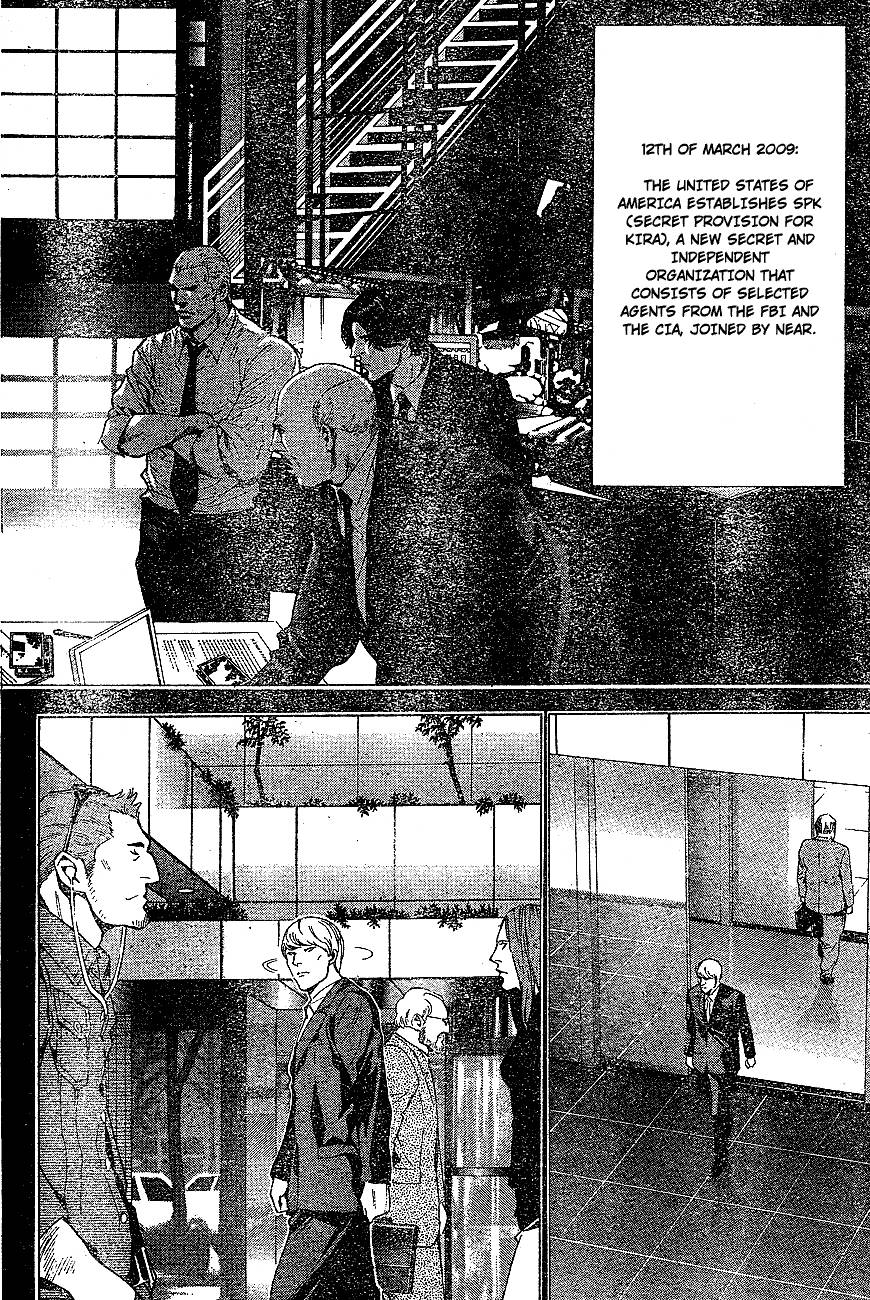 12TH OF MARCH 2009:
THE UNITED STATES OF
AMERICA ESTABLISHES SPK
(SECRET PROVISION FOR
KIRA), A NEW SECRET AND
INDEPENDENT
ORGANIZATION THAT
CONSISTS OF SELECTED
AGENTS FROM THE FBI AND
THE CIA, JOINED BY NEAR.